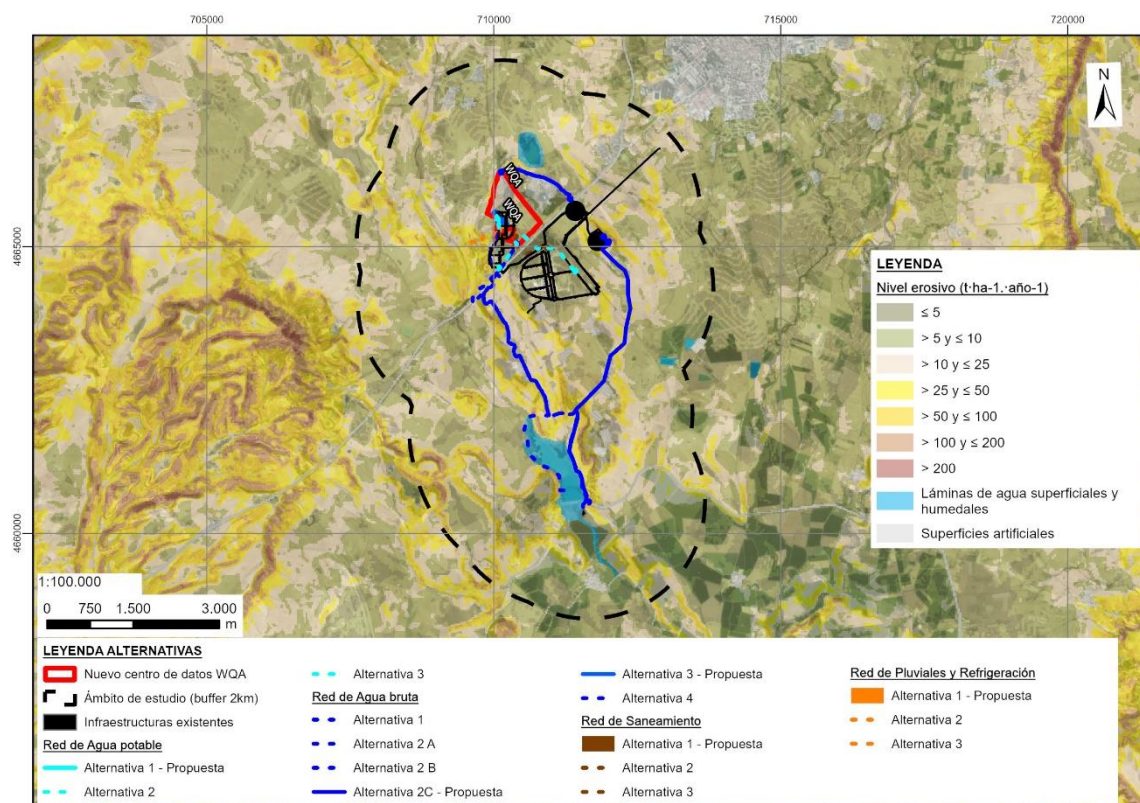 705000
710000
715000
720000
N
WQA
WQA
4665000
4660000
LEYENDA
Nivel erosivo (t·ha-1.·año-1)
≤ 5
> 5 y ≤ 10
> 10 y ≤ 25
> 25 y ≤ 50
> 50 y ≤ 100
> 100 y ≤ 200
> 200
Láminas de agua superficiales y
humedales
Superficies artificiales
1:100.000
0 750 1.500 3.000
m
LEYENDA ALTERNATIVAS
Nuevo centro de datos WQA
Ámbito de estudio (buffer 2km)
Infraestructuras existentes
Red de Agua potable
Alternativa 1 - Propuesta
Alternativa 2
Alternativa 3
Red de Agua bruta
Alternativa 1
Alternativa 2 A
Alternativa 2 B
Alternativa 2C - Propuesta
Alternativa 3 - Propuesta
Alternativa 4
Red de Saneamiento
Alternativa 1 - Propuesta
Alternativa 2
Alternativa 3
Red de Pluviales y Refrigeración
Alternativa 1 - Propuesta
Alternativa 2
Alternativa 3